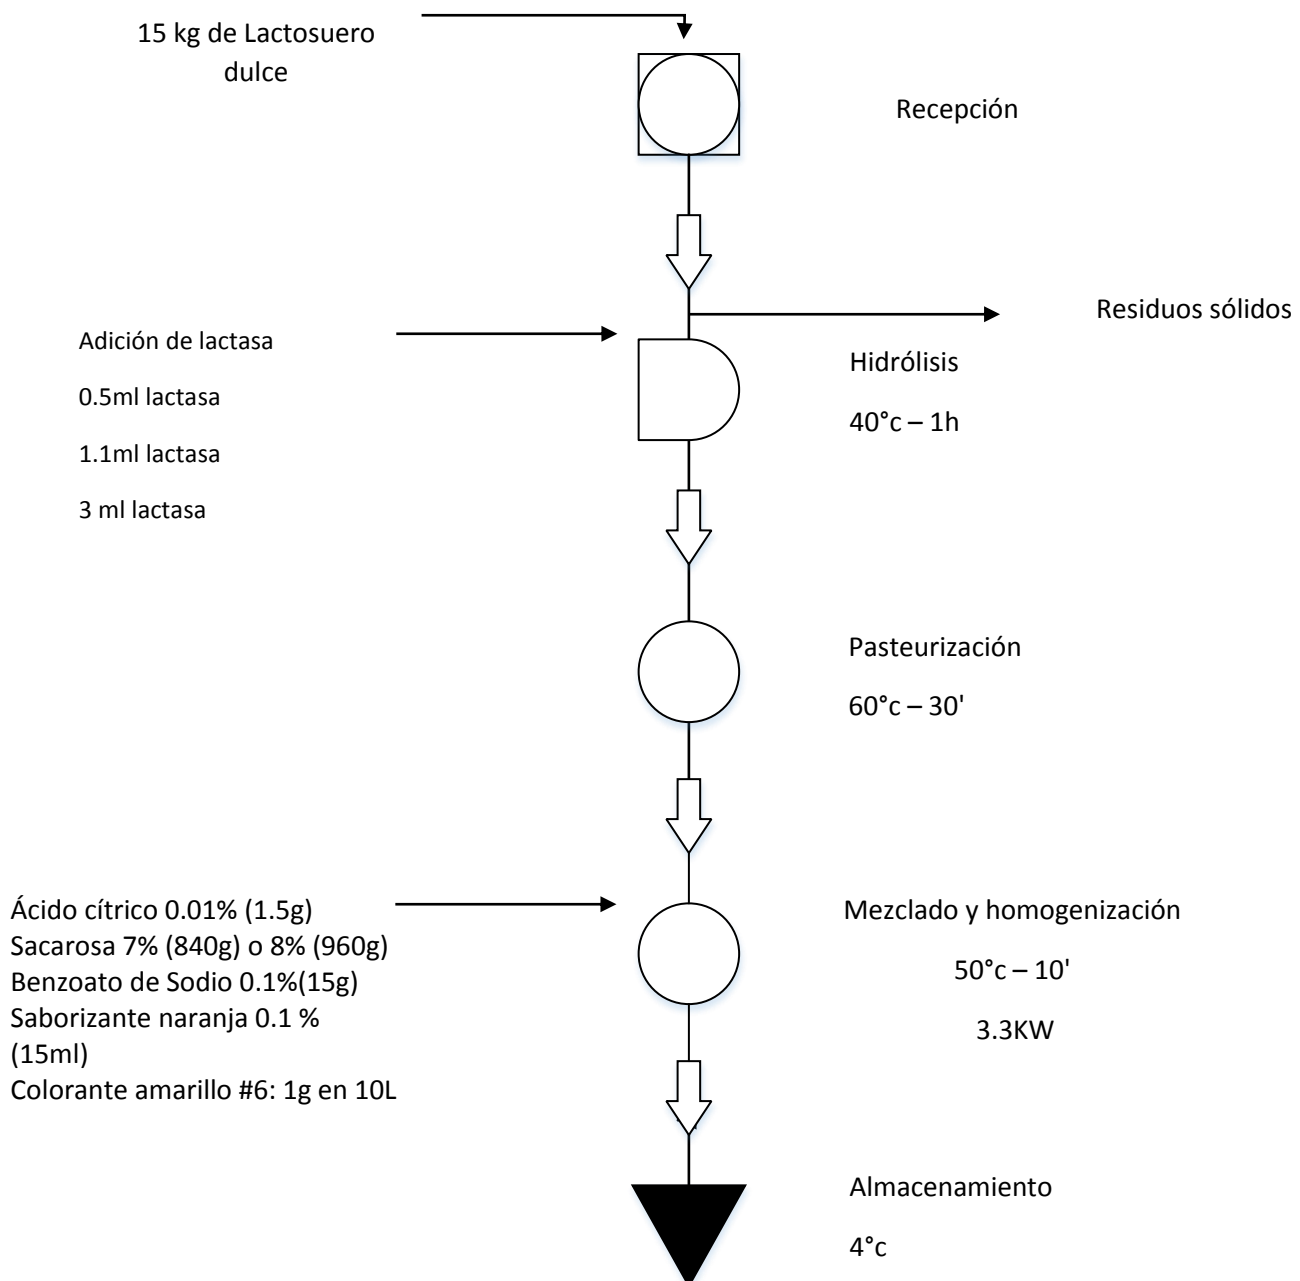 15 kg de Lactosuero
dulce
Recepción
Residuos sólidos
Adición de lactasa
0.5ml lactasa
1.1ml lactasa
3 ml lactasa
Hidrólisis
40°c – 1h
Pasteurización
60°c – 30'
Ácido cítrico 0.01% (1.5g)
Sacarosa 7% (840g) o 8% (960g)
Benzoato de Sodio 0.1%(15g)
Saborizante naranja 0.1 %
(15ml)
Colorante amarillo #6: 1g en 10L
Mezclado y homogenización
50°c – 10'
3.3KW
Almacenamiento
4°c